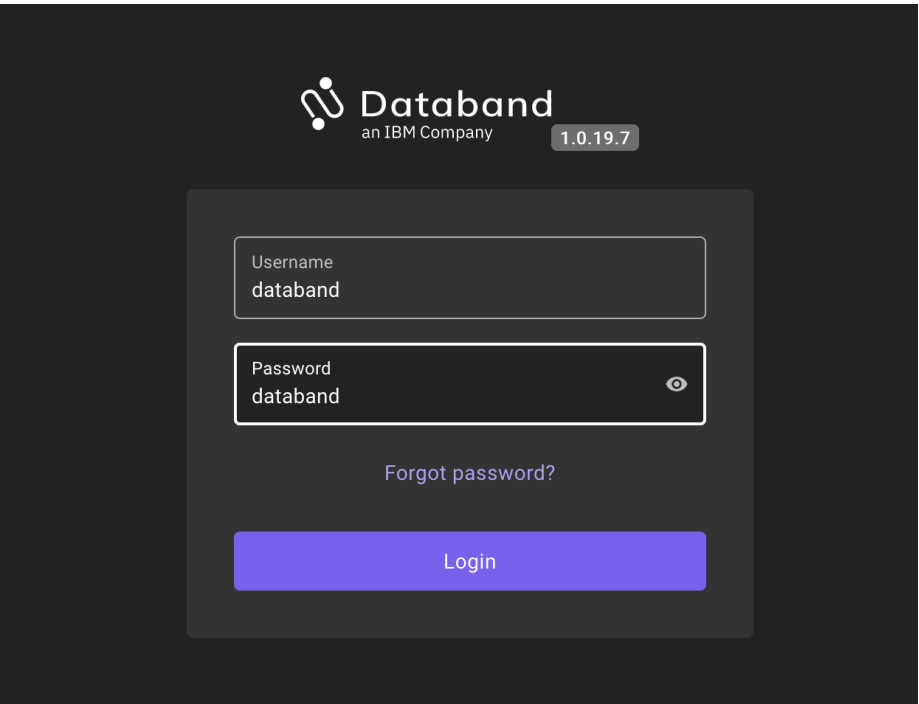 Databand
an IBM Company
1.0.19.7
Username
databand
Password
databand
Forgot password?
Login